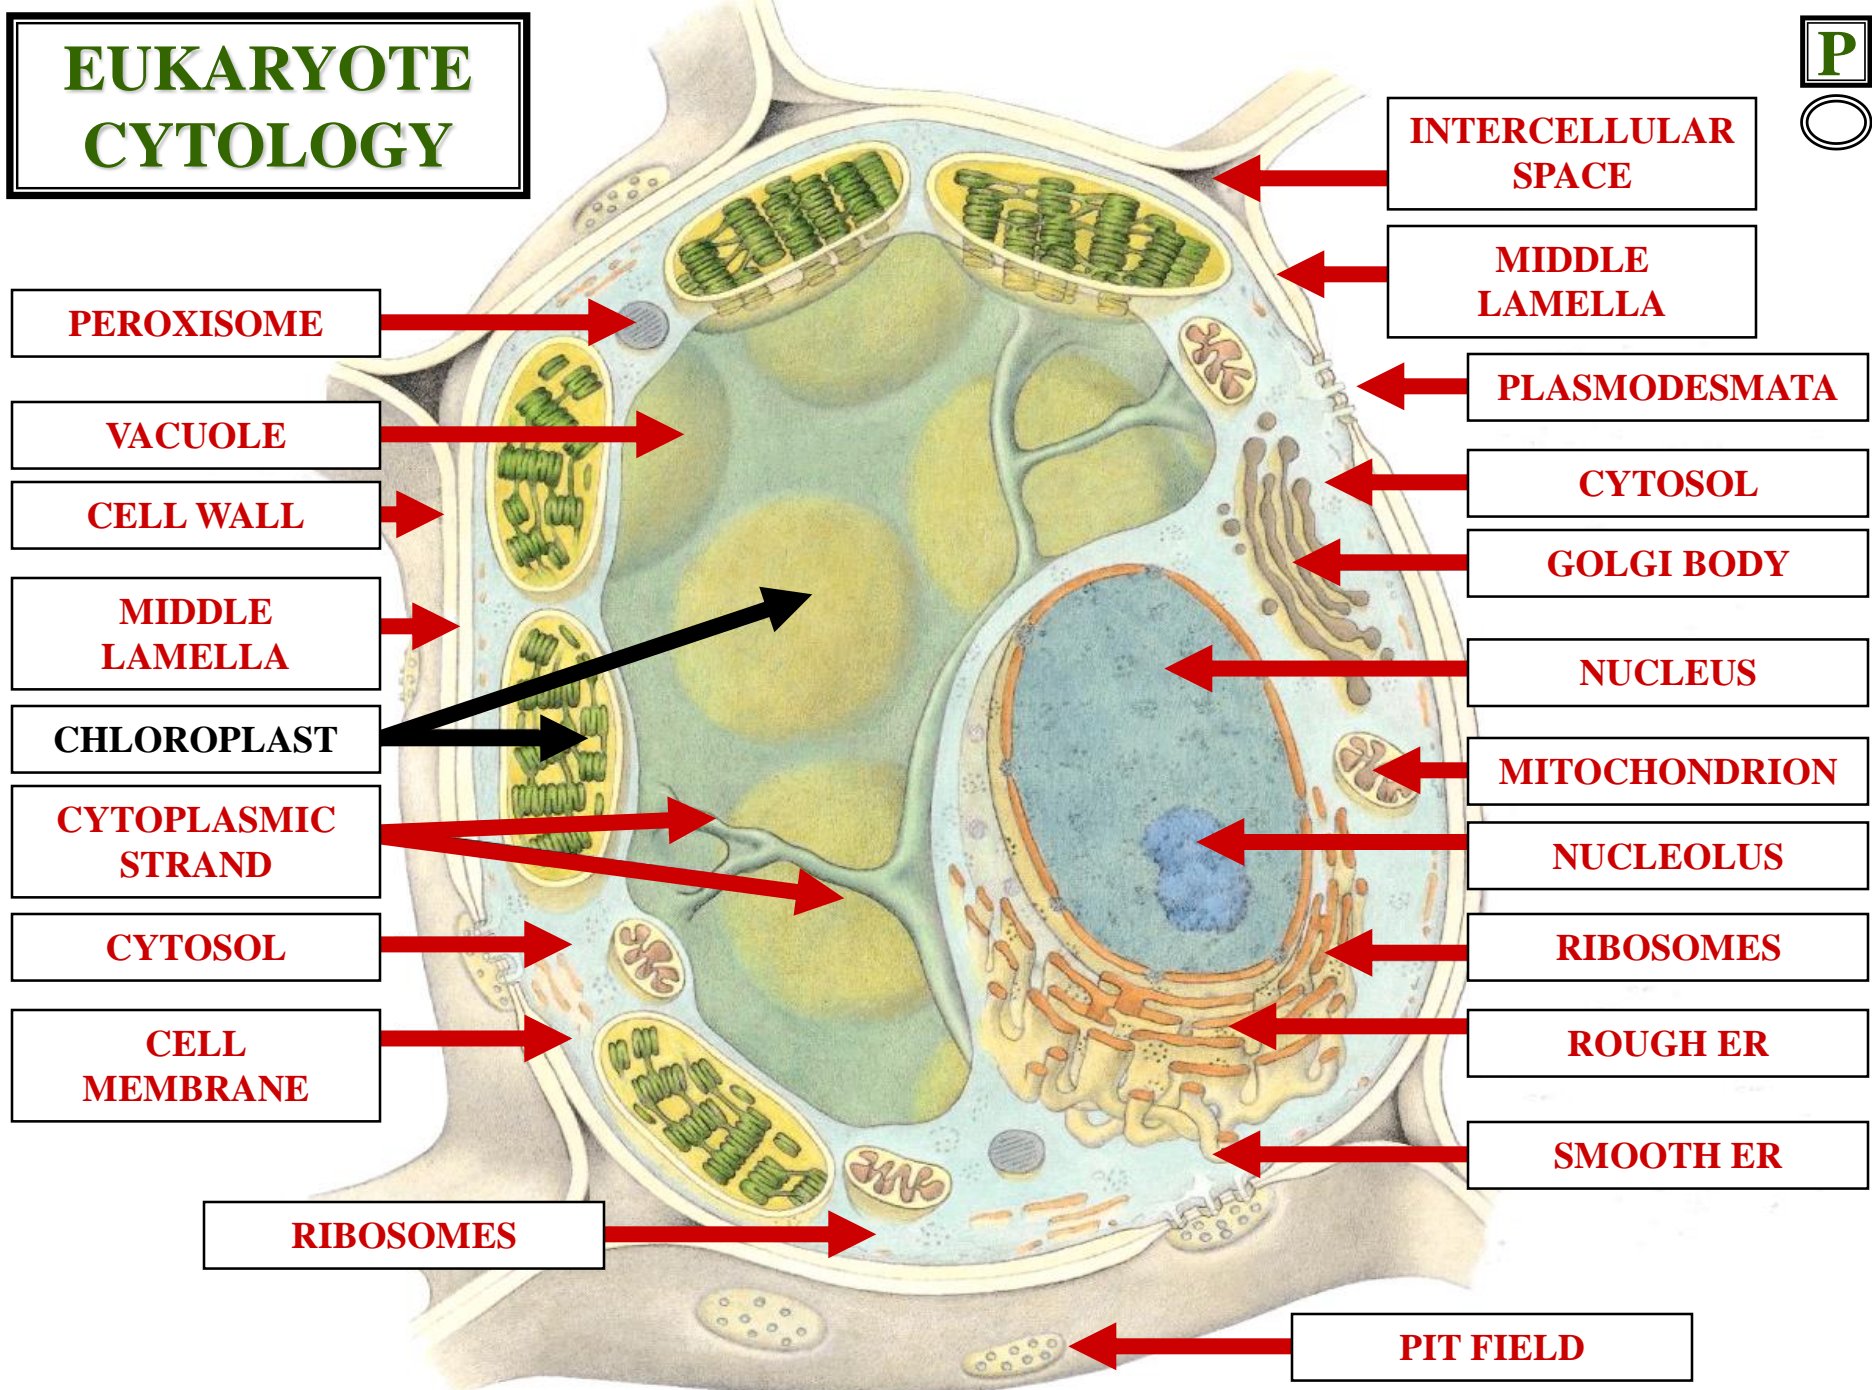 EUKARYOTE
CYTOLOGY
P
INTERCELLULAR
SPACE
MIDDLE
LAMELLA
PEROXISOME
PLASMODESMATA
VACUOLE
CYTOSOL
CELL WALL
GOLGI BODY
MIDDLE
LAMELLA
NUCLEUS
CHLOROPLAST
MITOCHONDRION
CYTOPLASMIC
STRAND
NUCLEOLUS
CYTOSOL
RIBOSOMES
CELL
MEMBRANE
ROUGH ER
SMOOTH ER
RIBOSOMES
PIT FIELD